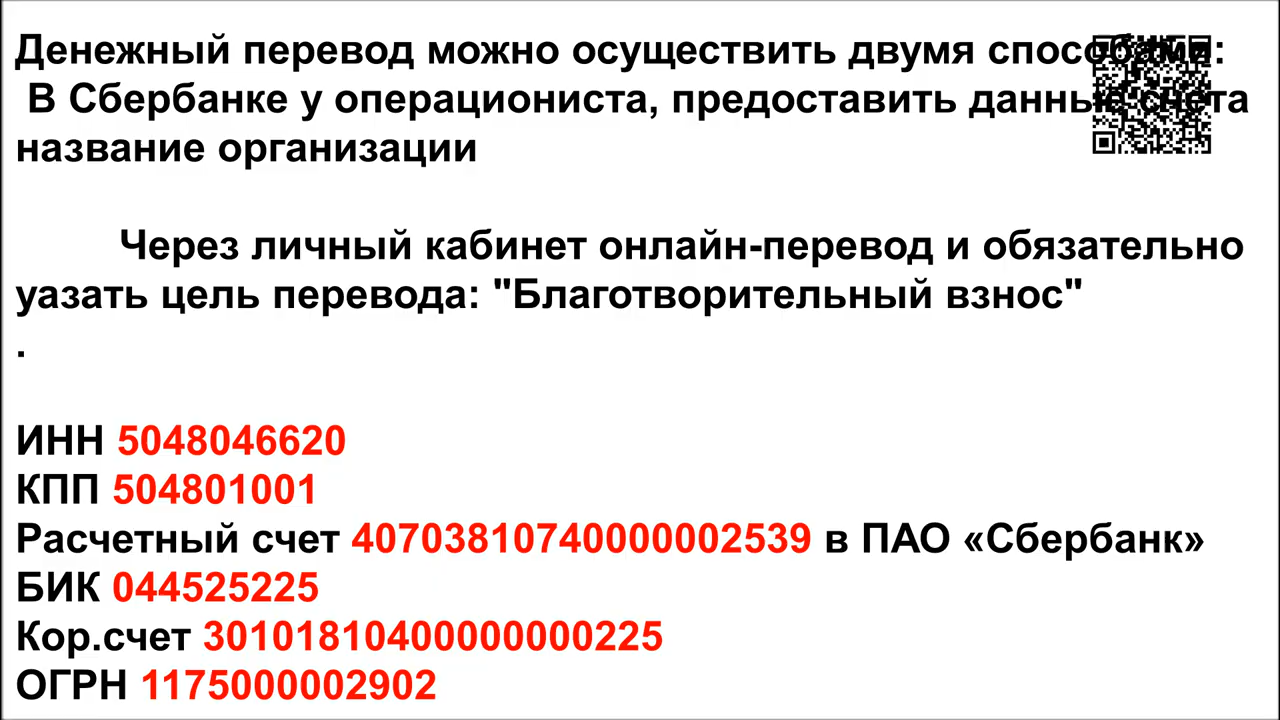 Денежный перевод можно осуществить двумя способами:
В Сбербанке у операциониста, предоставить данные счета
название организации
Через личный кабинет онлайн-перевод и обязательно
уазать цель перевода: "Благотворительный взнос"
.
ИНН 5048046620
КПП 504801001
Расчетный счет 40703810740000002539 в ПАО «Сбербанк»
БИК 044525225
Кор.счет 30101810400000000225
ОГРН 1175000002902